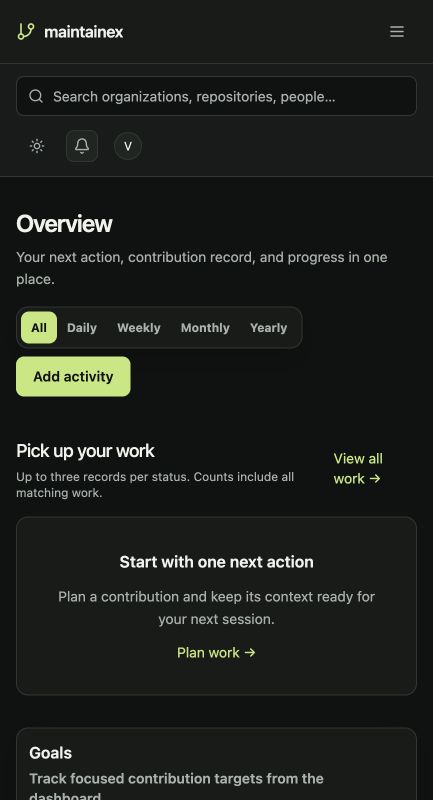 maintainex
Search organizations, repositories, people...
V
Overview
Your next action, contribution record, and progress in one
place.
All Daily Weekly Monthly Yearly
Add activity
Pick up your work
Up to three records per status. Counts include all
matching work.
View all
work →
Start with one next action
Plan a contribution and keep its context ready for
your next session.
Plan work →
Goals
Track focused contribution targets from the
dashboard